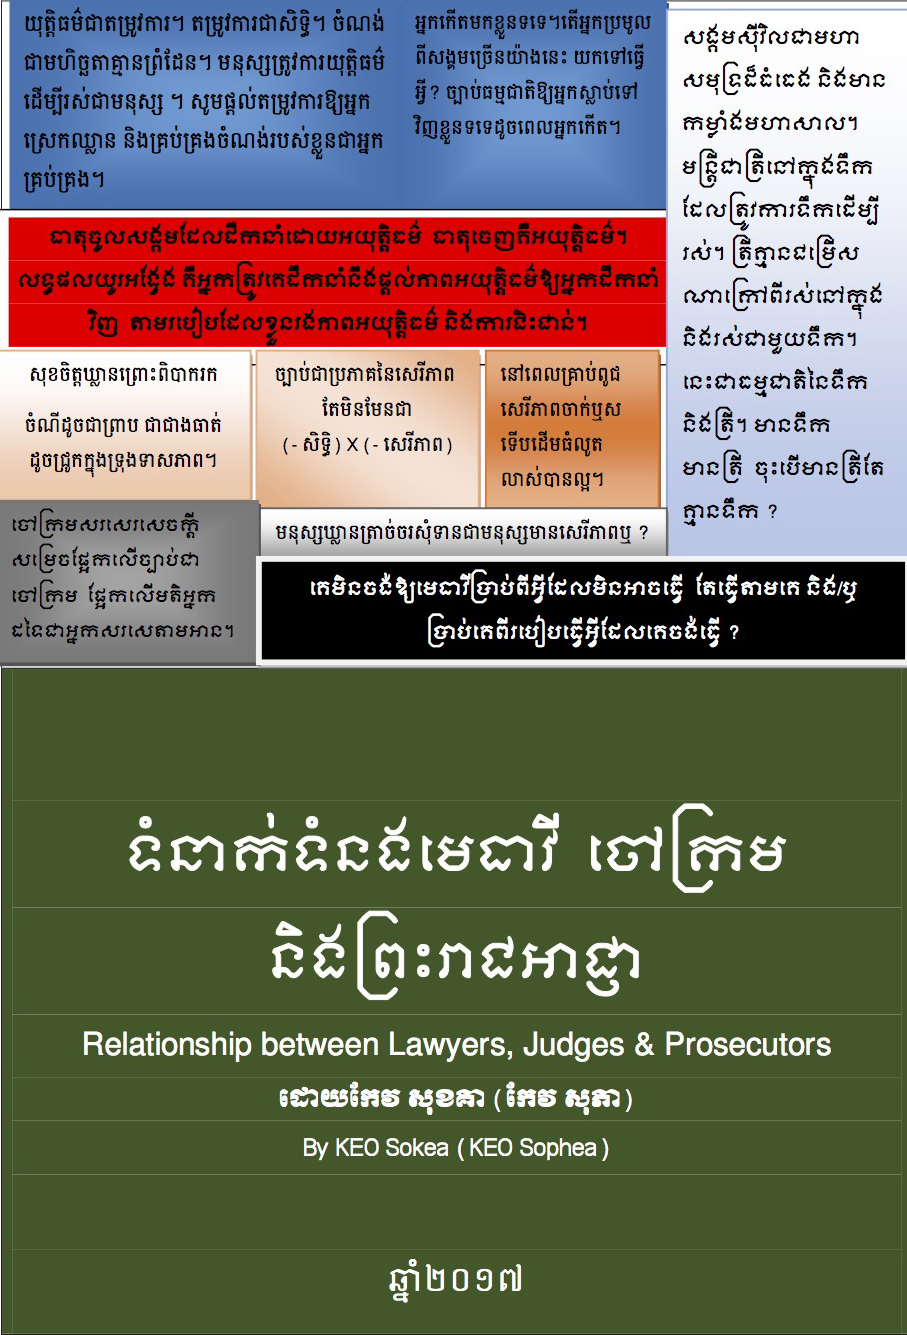 យុត្តិធម៌ជាតម្រូវការ។ តម្រូវការជាសិទ្ធិ។ ចំណង់
ជាមហិច្ឆតាគ្មានព្រំដែន។ មនុស្សត្រូវការយុត្តិធម៌
ដើម្បីរស់ជាមនុស្ស ។ សូមផ្តល់តម្រូវការឱ្យអ្នក
ស្រេកឃ្លាន និងគ្រប់គ្រងចំណង់របស់ខ្លួនជាអ្នក
គ្រប់គ្រង។
អ្នកកើតមកខ្លួនទទេ។តើអ្នកប្រមូល
ពីសង្គមច្រើនយ៉ាងនេះ យកទៅធ្វើ
អ្វី? ច្បាប់ធម្មជាតិឱ្យអ្នកស្លាប់ទៅ
វិញខ្លួនទទេដូចពេលអ្នកកើត។
សង្គមស៊ីវិលជាមហា
សមុទ្រដ៏ធំធេង និងមាន
កម្លាំងមហាសាល។
មន្ត្រីជាត្រីនៅក្នុងទឹក
ដែលត្រូវការទឹកដើម្បី
រស់។ ត្រីគ្មានជម្រើស
ណាក្រៅពីរស់នៅក្នុង
និងរស់ជាមួយទឹក។
នេះជាធម្មជាតិនៃទឹក
និងត្រី។ មានទឹក
មានត្រី ចុះបើមានត្រីតែ
គ្មានទឹក ?
ធាតុចូលសង្គមដែលដឹកនាំដោយអយុត្តិធម៌ ធាតុចេញគឺអយុត្តិធម៌។
លទ្ធផលយូរអង្វែង គឺអ្នកត្រូវគេដឹកនាំនឹងផ្តល់ភាពអយុត្តិធម៌ឱ្យអ្នកដឹកនាំ
វិញ តាមរបៀបដែលខ្លួនរងភាពអយុត្តិធម៌ និងការជិះជាន់។
សុខចិត្តឃ្លានព្រោះពិបាករក
ចំណីដូចជាព្រាប ជាជាងធាត់
ដូចជ្រូកក្នុងទ្រុងទាសភាព។
ច្បាប់ជាប្រភាគនៃសេរីភាព
តែមិនមែនជា
(- សិទ្ធិ) X (- សេរីភាព)
នៅពេលគ្រាប់ពូជ
សេរីភាពចាក់ឬស
ទើបដើមធំលូត
លាស់បានល្អ។
ចៅក្រមសរសេរសេចក្តី
សម្រេចផ្អែកលើច្បាប់ជា
ចៅក្រម ផ្អែកលើមតិអ្នក
ដទៃជាអ្នកសរសេតាមអាន។
មនុស្សឃ្លានត្រាច់ចរសុំទានជាមនុស្សមានសេរីភាពឬ ?
គេមិនចង់ឱ្យមេធាវីប្រាប់ពីអ្វីដែលមិនអាចធ្វើ តែធ្វើតាមគេ និង/ឬ
ប្រាប់គេពីរបៀបធ្វើអ្វីដែលគេចង់ធ្វើ ?
ទំនាក់ទំនងមេធាវី ចៅក្រម
និងព្រះរាជអាជ្ញា
Relationship between Lawyers, Judges & Prosecutors
ដោយកែវ សុខគា (កែវ សុភា)
By KEO Sokea (KEO Sophea)
ឆ្នាំ២០១៧